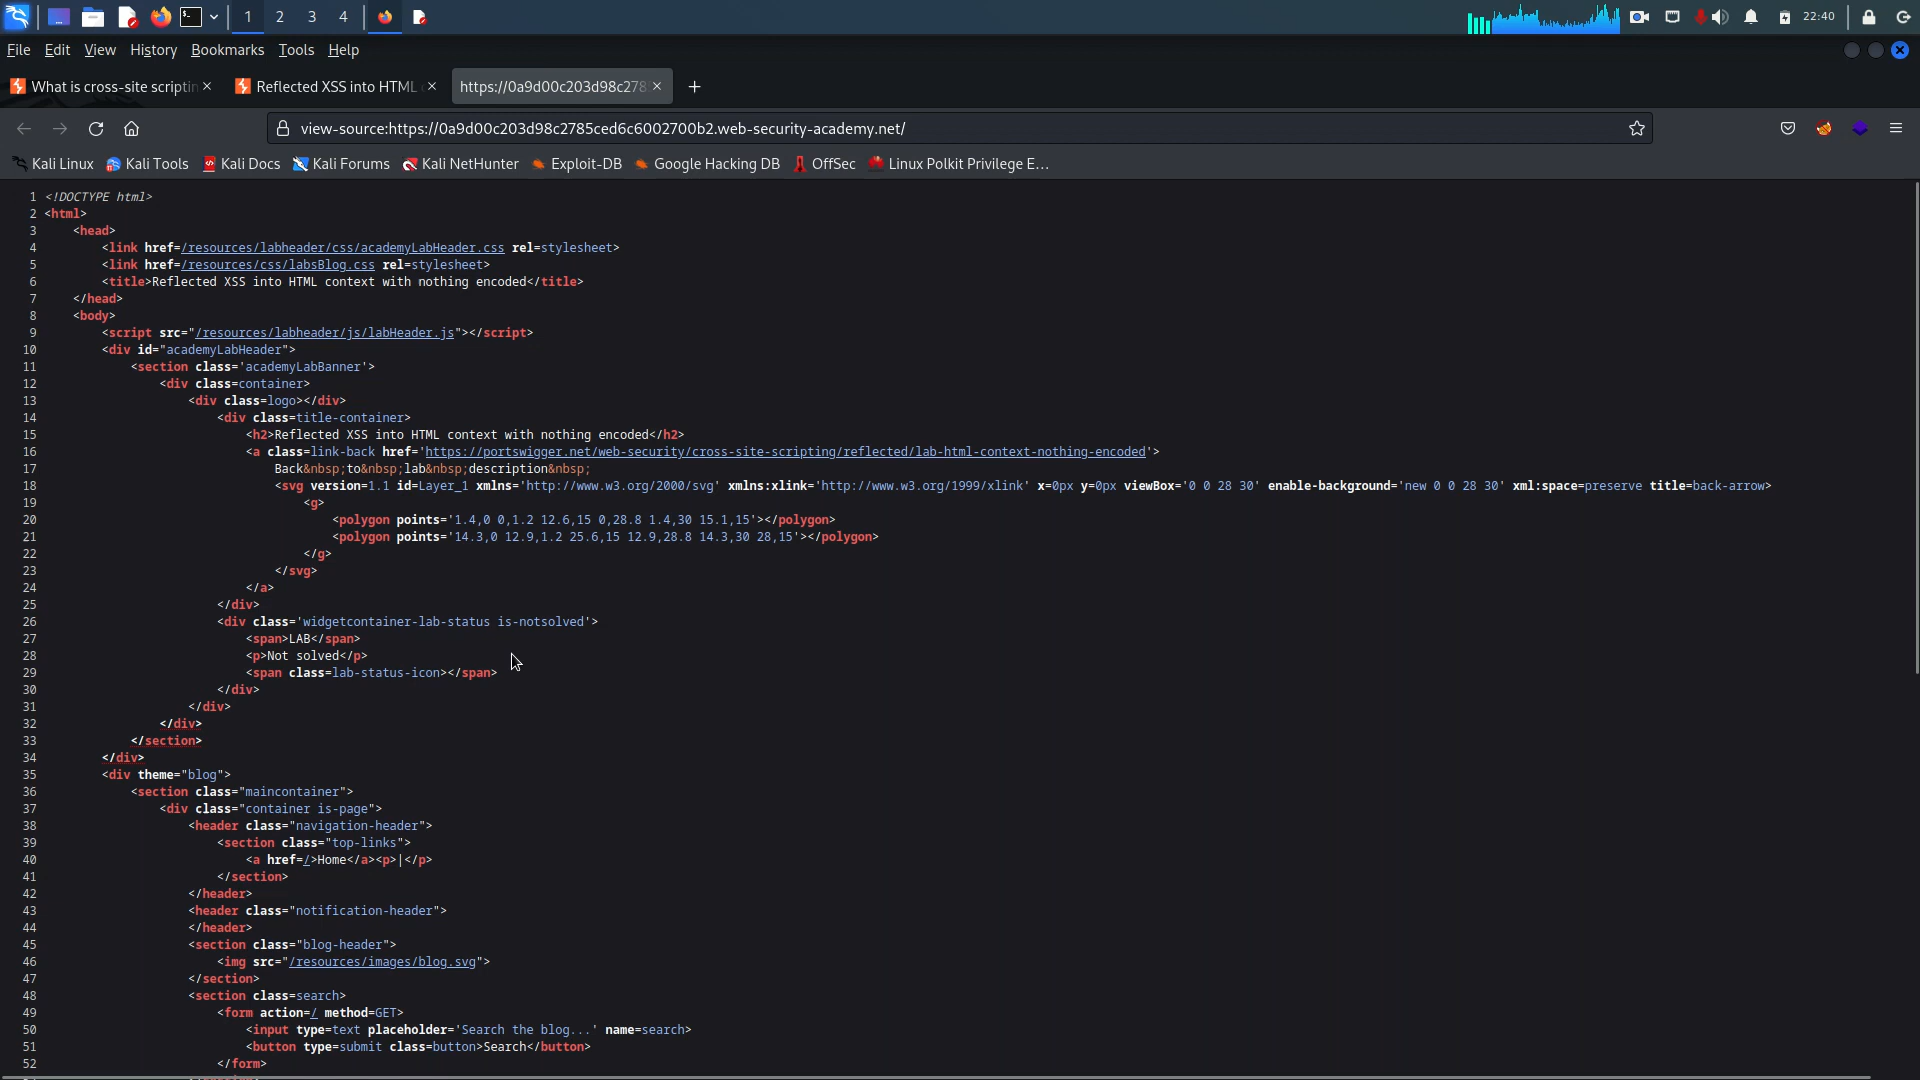 1 2 3 4 22:40
File Edit View History Bookmarks Tools Help
What is cross-site scriptin Reflected XSS into HTML https://0a9d00c203d98c278
view-source:https://0a9d00c203d98c2785ced6c6002700b2.web-security-academy.net/
Kali Linux Kali Tools Kali Docs Kali Forums Kali NetHunter Exploit-DB Google Hacking DB OffSec Linux Polkit Privilege E…
1 <!DOCTYPE html>
2 <html>
3 <head>
4 <link href=/resources/labheader/css/academyLabHeader.css rel=stylesheet>
5 <link href=/resources/css/labsBlog.css rel=stylesheet>
6 <title>Reflected XSS into HTML context with nothing encoded</title>
7 </head>
8 <body>
9 <script src="/resources/labheader/js/labHeader.js"></script>
10 <div id="academyLabHeader">
11 <section class='academyLabBanner'>
12 <div class=container>
13 <div class=logo></div>
14 <div class=title-container>
15 <h2>Reflected XSS into HTML context with nothing encoded</h2>
16 <a class=link-back href='https://portswigger.net/web-security/cross-site-scripting/reflected/lab-html-context-nothing-encoded'>
17 Back&nbsp;to&nbsp;lab&nbsp;description&nbsp;
18 <svg version=1.1 id=Layer_1 xmlns='http://www.w3.org/2000/svg' xmlns:xlink='http://www.w3.org/1999/xlink' x=0px y=0px viewBox='0 0 28 30' enable-background='new 0 0 28 30' xml:space=preserve title=back-arrow>
19 <g>
20 <polygon points='1.4,0 0,1.2 12.6,15 0,28.8 1.4,30 15.1,15'></polygon>
21 <polygon points='14.3,0 12.9,1.2 25.6,15 12.9,28.8 14.3,30 28,15'></polygon>
22 </g>
23 </svg>
24 </a>
25 </div>
26 <div class='widgetcontainer-lab-status is-notsolved'>
27 <span>LAB</span>
28 <p>Not solved</p>
29 <span class=lab-status-icon></span>
30 </div>
31 </div>
32 </div>
33 </section>
34 </div>
35 <div theme="blog">
36 <section class="maincontainer">
37 <div class="container is-page">
38 <header class="navigation-header">
39 <section class="top-links">
40 <a href=/>Home</a><p>|</p>
41 </section>
42 </header>
43 <header class="notification-header">
44 </header>
45 <section class="blog-header">
46 <img src="/resources/images/blog.svg">
47 </section>
48 <section class=search>
49 <form action=/ method=GET>
50 <input type=text placeholder='Search the blog...' name=search>
51 <button type=submit class=button>Search</button>
52 </form>